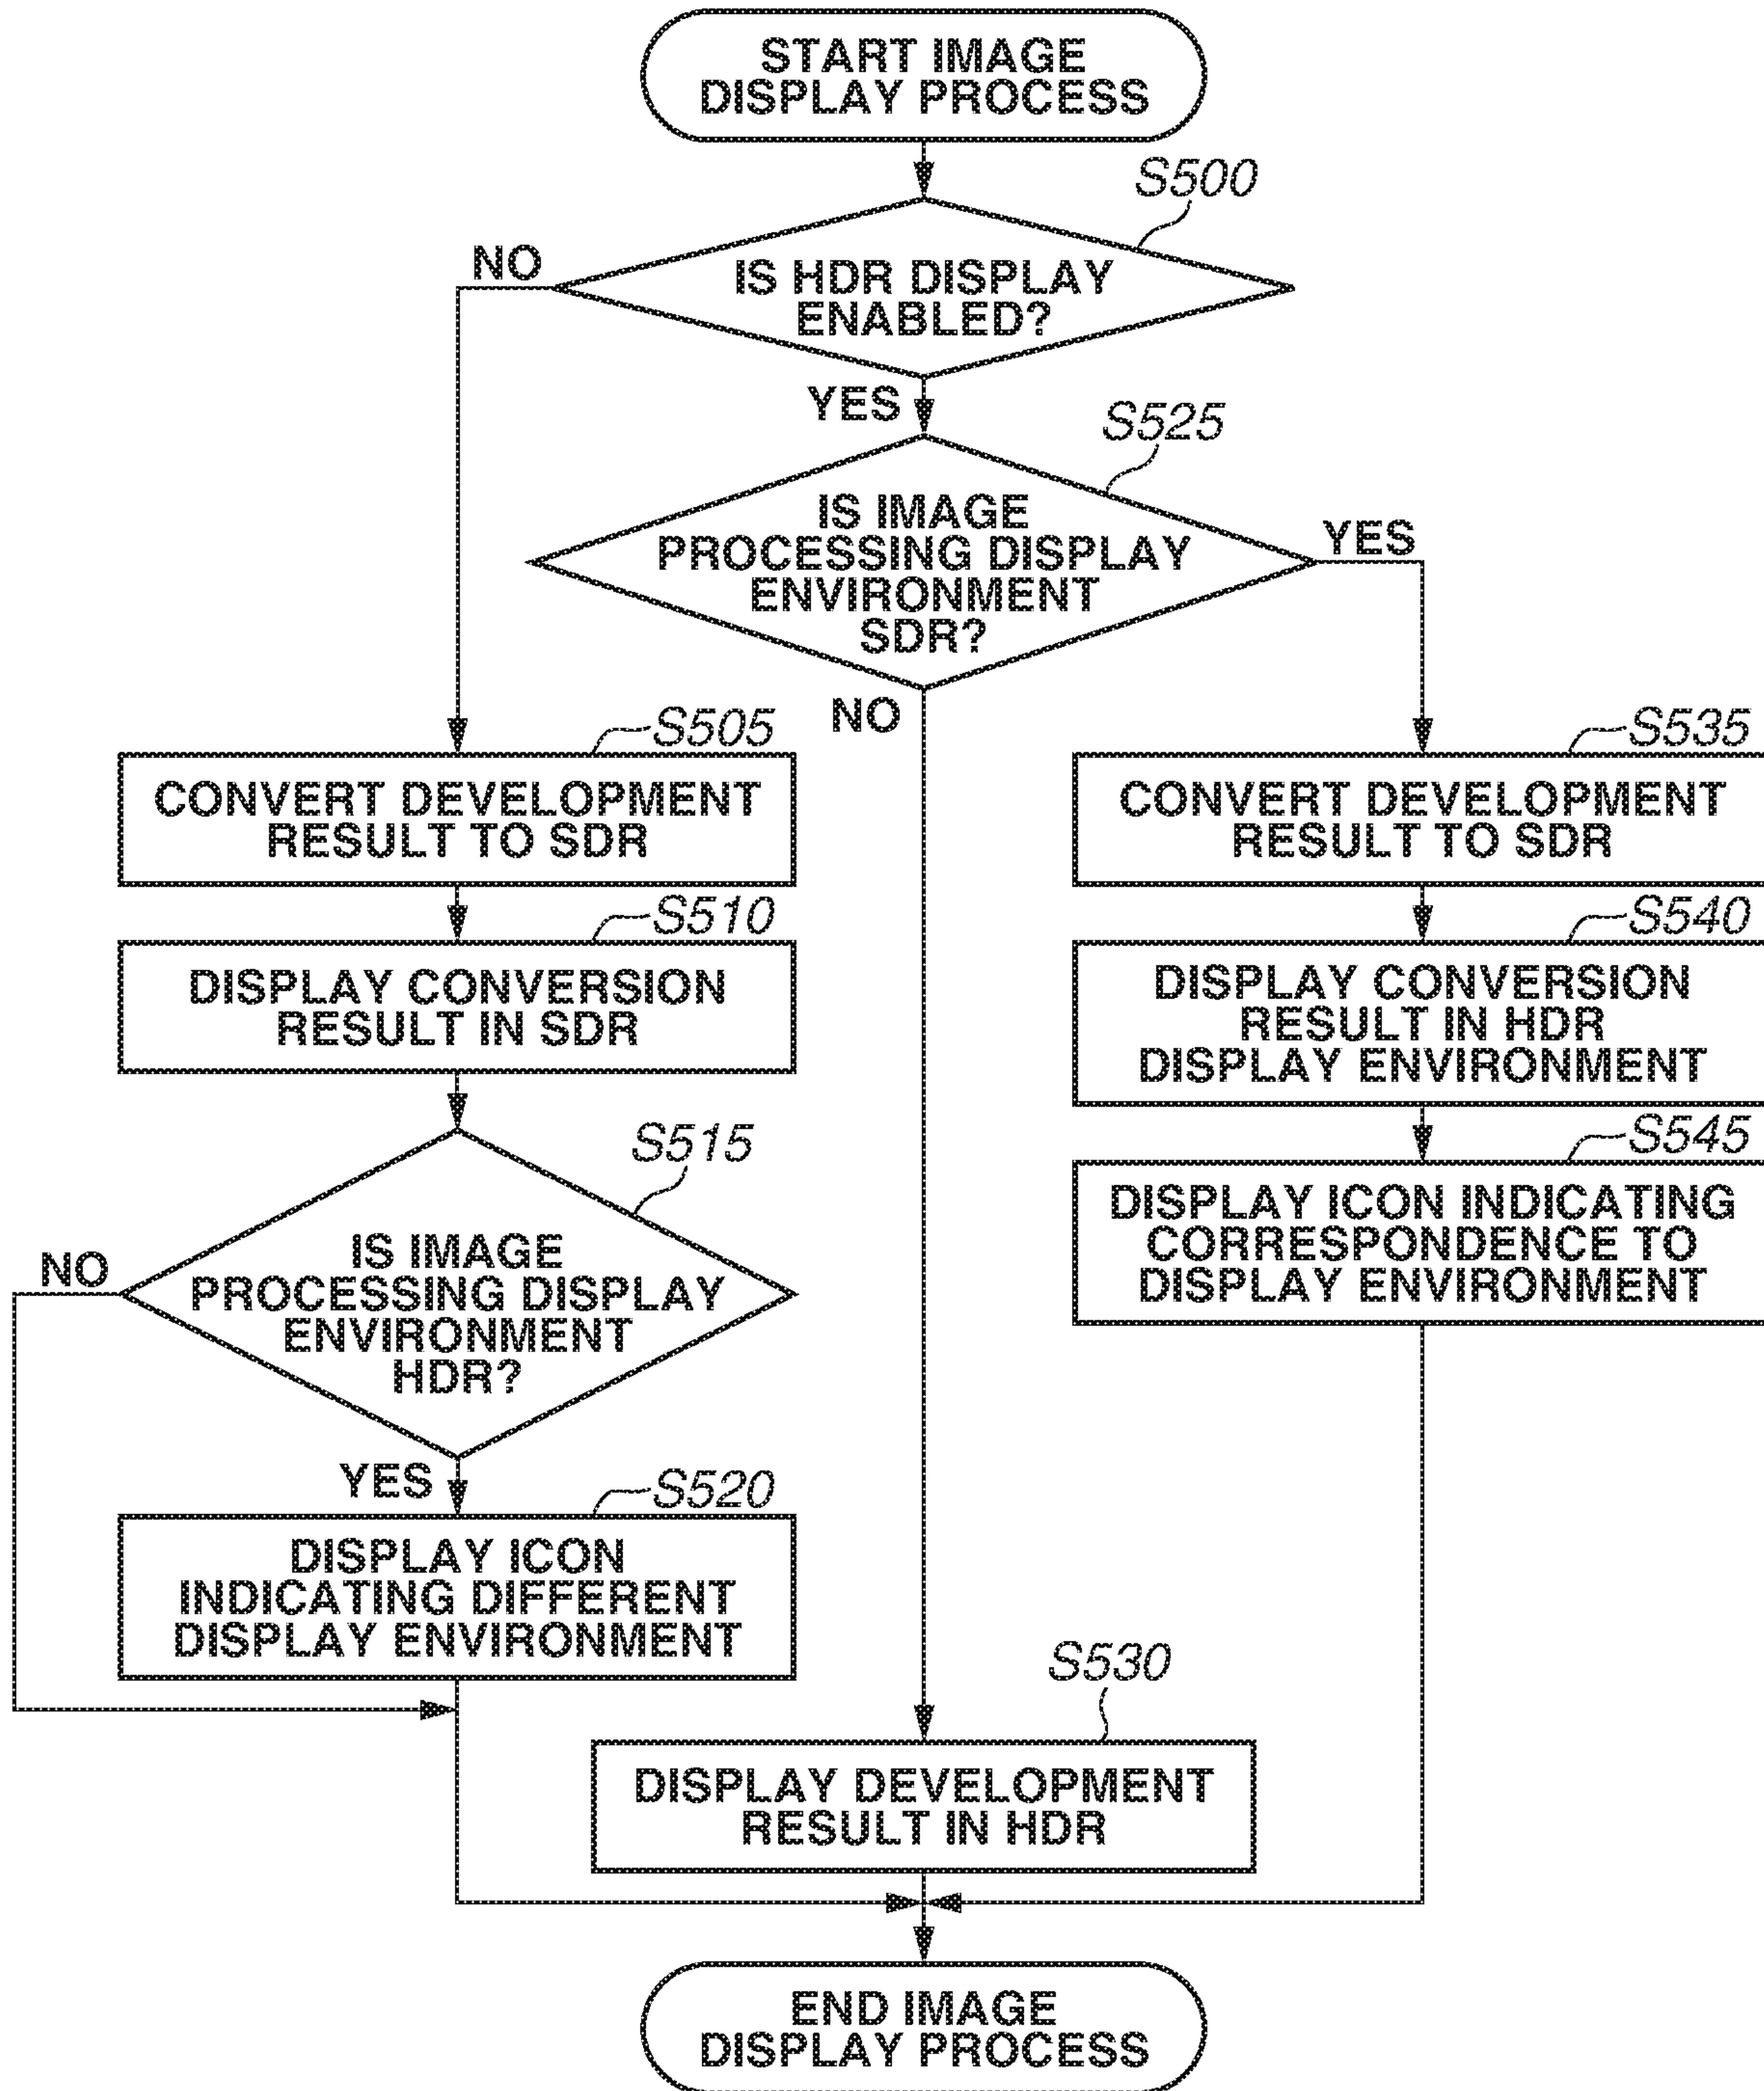 START IMAGE
DISPLAY PROCESS
S500
NO
IS HDR DISPLAY
ENABLED?
YES
S525
IS IMAGE
PROCESSING DISPLAY
ENVIRONMENT
SDR?
YES
NO
S505
CONVERT DEVELOPMENT
RESULT TO SDR
S535
CONVERT DEVELOPMENT
RESULT TO SDR
S510
DISPLAY CONVERSION
RESULT IN SDR
S540
DISPLAY CONVERSION
RESULT IN HDR
DISPLAY ENVIRONMENT
S515
NO
IS IMAGE
PROCESSING DISPLAY
ENVIRONMENT
HDR?
S545
DISPLAY ICON INDICATING
CORRESPONDENCE TO
DISPLAY ENVIRONMENT
YES
S520
DISPLAY ICON
INDICATING DIFFERENT
DISPLAY ENVIRONMENT
S530
DISPLAY DEVELOPMENT
RESULT IN HDR
END IMAGE
DISPLAY PROCESS